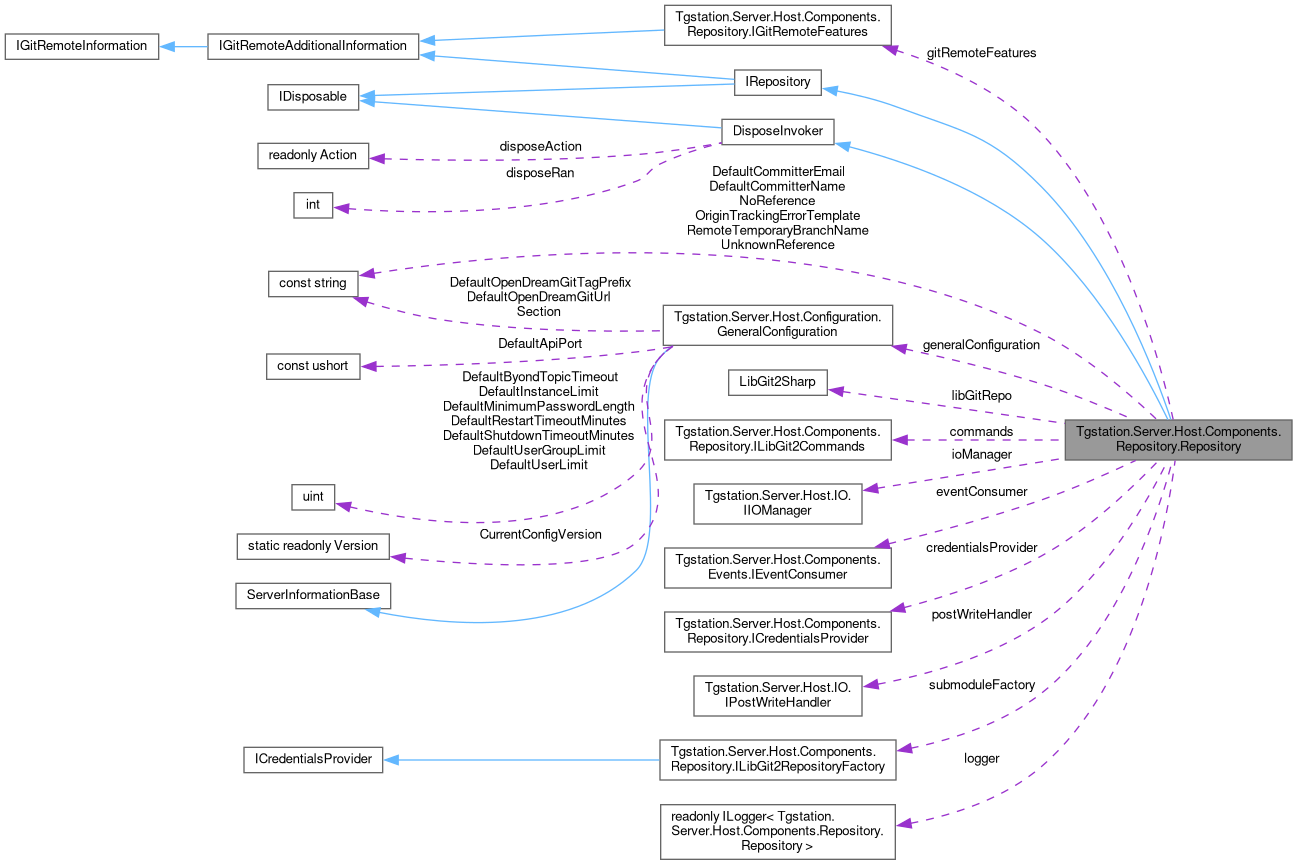 Tgstation.Server.Host.Components.
Repository.IGitRemoteFeatures
IGitRemoteInformation
IGitRemoteAdditionalInformation
gitRemoteFeatures
IRepository
IDisposable
DisposeInvoker
disposeAction
readonly Action
disposeRan
int
DefaultCommitterEmail
DefaultCommitterName
NoReference
OriginTrackingErrorTemplate
RemoteTemporaryBranchName
UnknownReference
const string
DefaultOpenDreamGitTagPrefix
DefaultOpenDreamGitUrl
Section
Tgstation.Server.Host.Configuration.
GeneralConfiguration
generalConfiguration
DefaultApiPort
const ushort
DefaultByondTopicTimeout
DefaultInstanceLimit
DefaultMinimumPasswordLength
DefaultRestartTimeoutMinutes
DefaultShutdownTimeoutMinutes
DefaultUserGroupLimit
DefaultUserLimit
LibGit2Sharp
libGitRepo
Tgstation.Server.Host.Components.
Repository.ILibGit2Commands
commands
Tgstation.Server.Host.Components.
Repository.Repository
ioManager
uint
Tgstation.Server.Host.IO.
IIOManager
eventConsumer
CurrentConfigVersion
static readonly Version
Tgstation.Server.Host.Components.
Events.IEventConsumer
credentialsProvider
ServerInformationBase
Tgstation.Server.Host.Components.
Repository.ICredentialsProvider
postWriteHandler
Tgstation.Server.Host.IO.
IPostWriteHandler
submoduleFactory
ICredentialsProvider
Tgstation.Server.Host.Components.
Repository.ILibGit2RepositoryFactory
logger
readonly ILogger< Tgstation.
Server.Host.Components.Repository.
Repository >